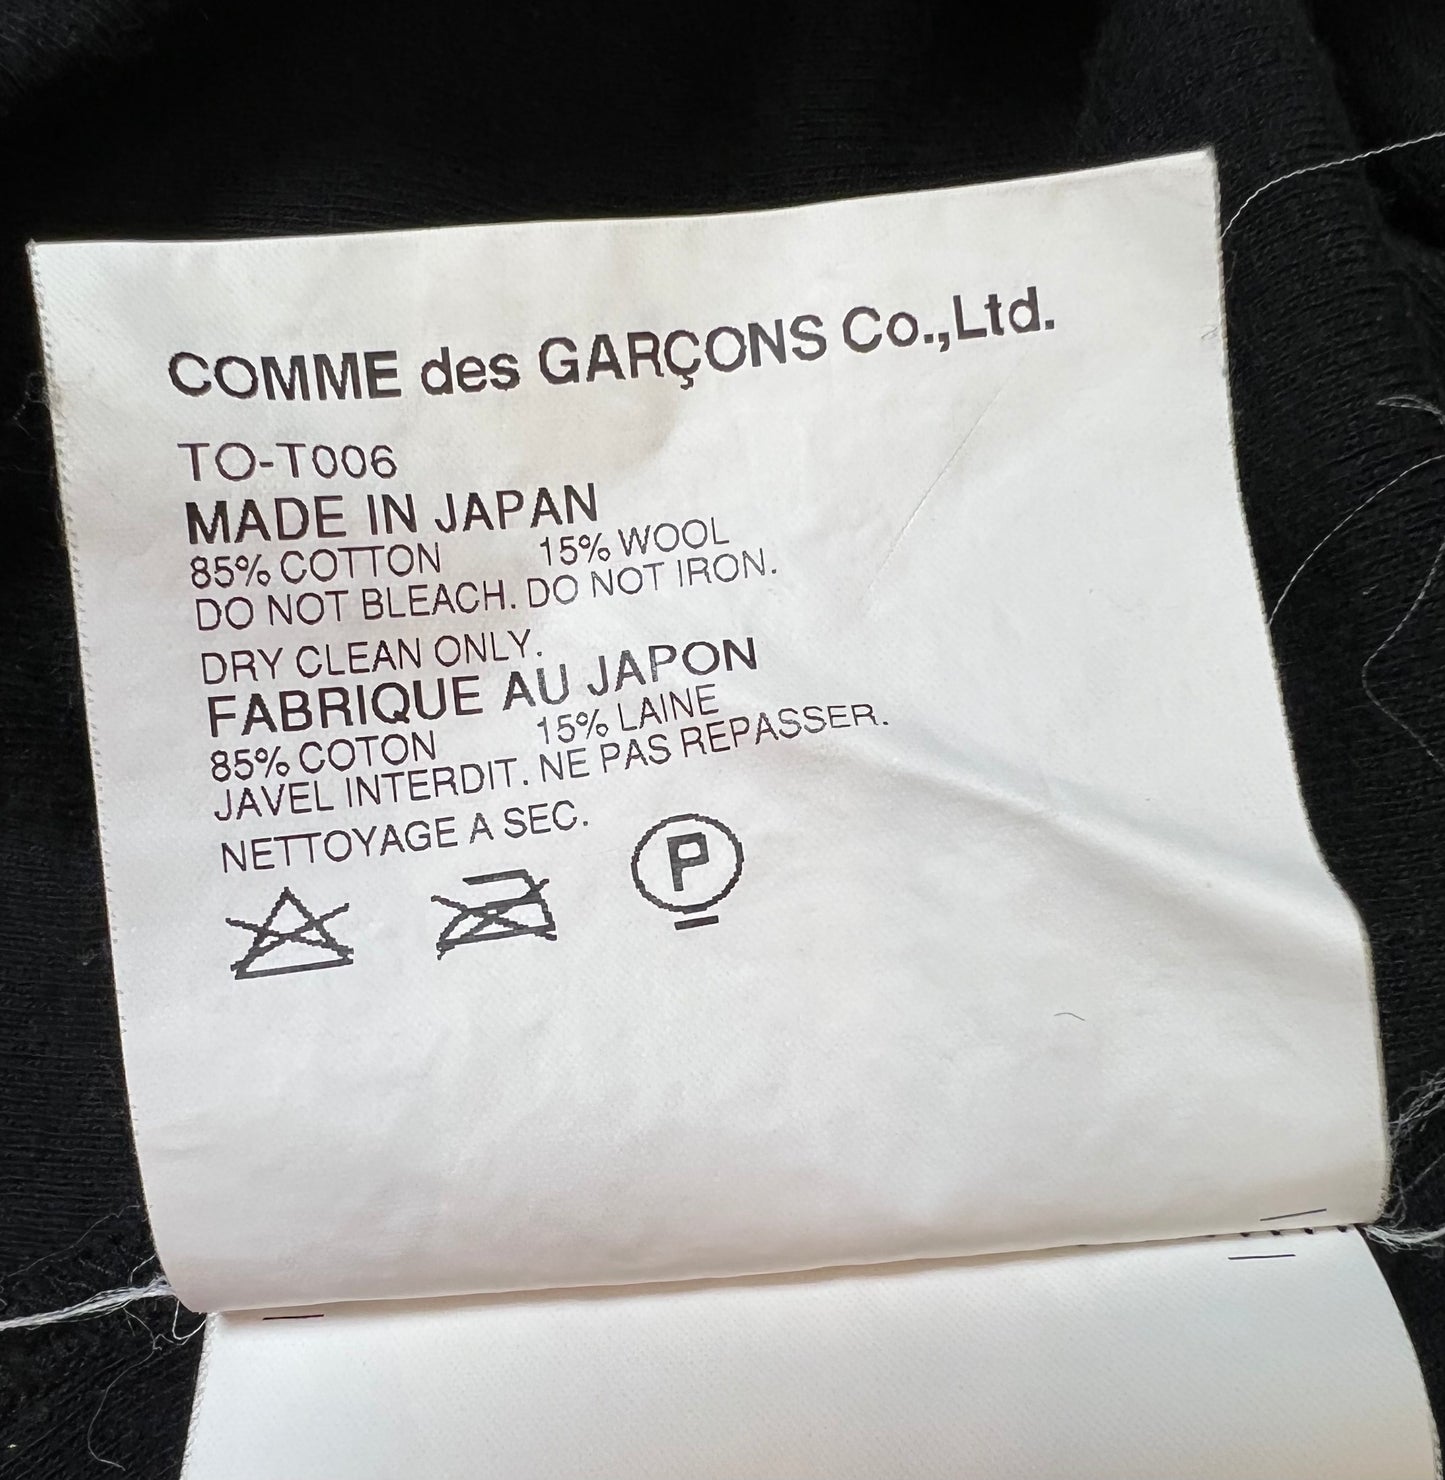 COMME des GARÇONS Co.,Ltd.
TO-T006
MADE IN JAPAN
85% COTTON 15% WOOL
DO NOT BLEACH. DO NOT IRON.
DRY CLEAN ONLY.
FABRIQUE AU JAPON
85% COTON 15% LAINE
JAVEL INTERDIT. NE PAS REPASSER.
NETTOYAGE A SEC.
P